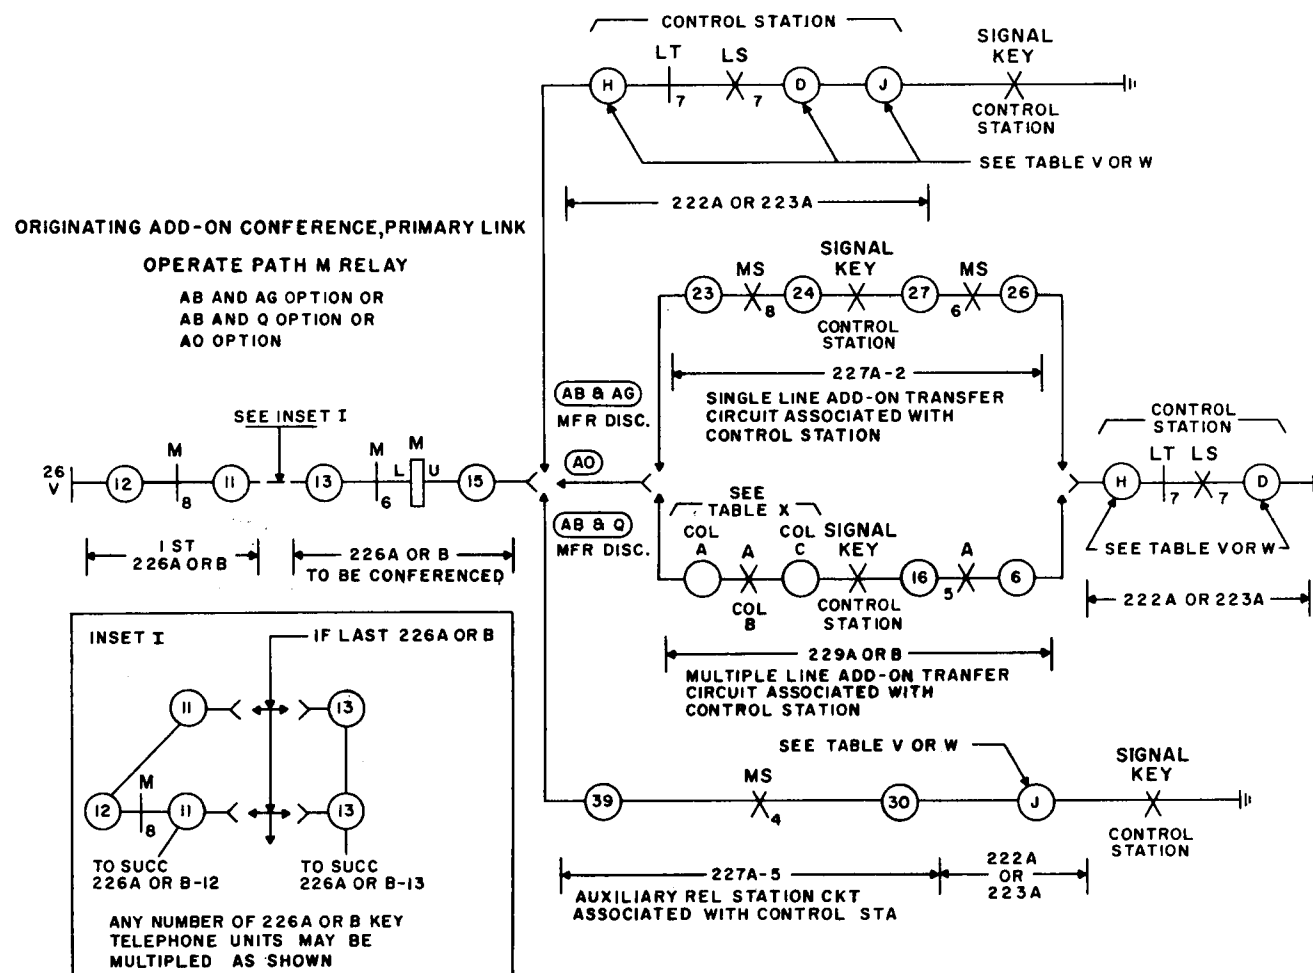 CONTROL STATION
SIGNAL
KEY
LT
LS
H
7
7
D
J
CONTROL
STATION
SEE TABLE V OR W
222A OR 223A
ORIGINATING ADD-ON CONFERENCE, PRIMARY LINK
OPERATE PATH M RELAY
AB AND AG OPTION OR
AB AND Q OPTION OR
AO OPTION
SIGNAL
KEY
MS
MS
23
8
24
27
6
26
CONTROL
STATION
227A-2
SINGLE LINE ADD-ON TRANSFER
CIRCUIT ASSOCIATED WITH
CONTROL STATION
AB & AG
MFR DISC.
AO
AB & Q
MFR DISC.
SEE INSET I
26
V
12
M
8
11
13
M
6
L
M
U
15
1 ST
226A OR B
226A OR B
TO BE CONFERENCED
SEE
TABLE X
COL
A
A
COL
B
COL
C
SIGNAL
KEY
CONTROL
STATION
16
5
A
6
229A OR B
MULTIPLE LINE ADD-ON TRANFER
CIRCUIT ASSOCIATED WITH
CONTROL STATION
CONTROL
STATION
LT
LS
H
7
7
D
SEE TABLE V OR W
222A OR 223A
INSET I
IF LAST 226A OR B
11
13
12
M
8
11
13
TO SUCC
226A OR B-12
TO SUCC
226A OR B-13
ANY NUMBER OF 226A OR B KEY
TELEPHONE UNITS MAY BE
MULTIPLED AS SHOWN
SEE TABLE V OR W
SIGNAL
KEY
39
MS
4
30
J
CONTROL
STATION
227A-5
AUXILIARY REL STATION CKT
ASSOCIATED WITH CONTROL STA
222A
OR
223A